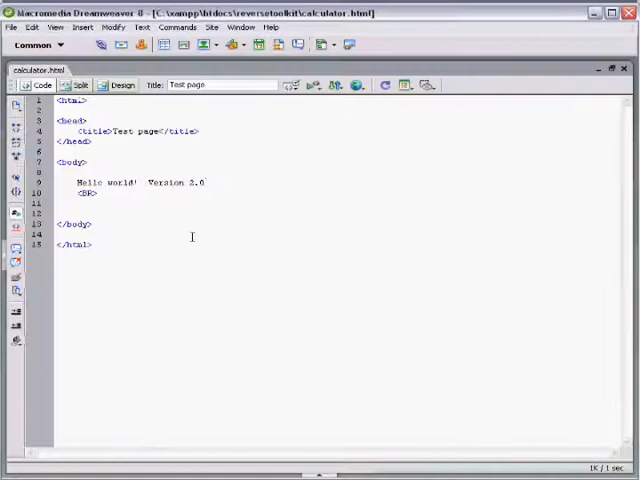 Macromedia Dreamweaver 8 - [C:\xampp\htdocs\reversetoolkit\calculator.html]
File Edit View Insert Modify Text Commands Site Window Help
Common
calculator.html
Code Split Design Title: Test page
1 <html>
2
3 <head>
4 <title>Test page</title>
5 </head>
6
7 <body>
8
9 Hello world! Version 2.0
10 <BR>
11
12
13 </body>
14
15 </html>
1K / 1 sec